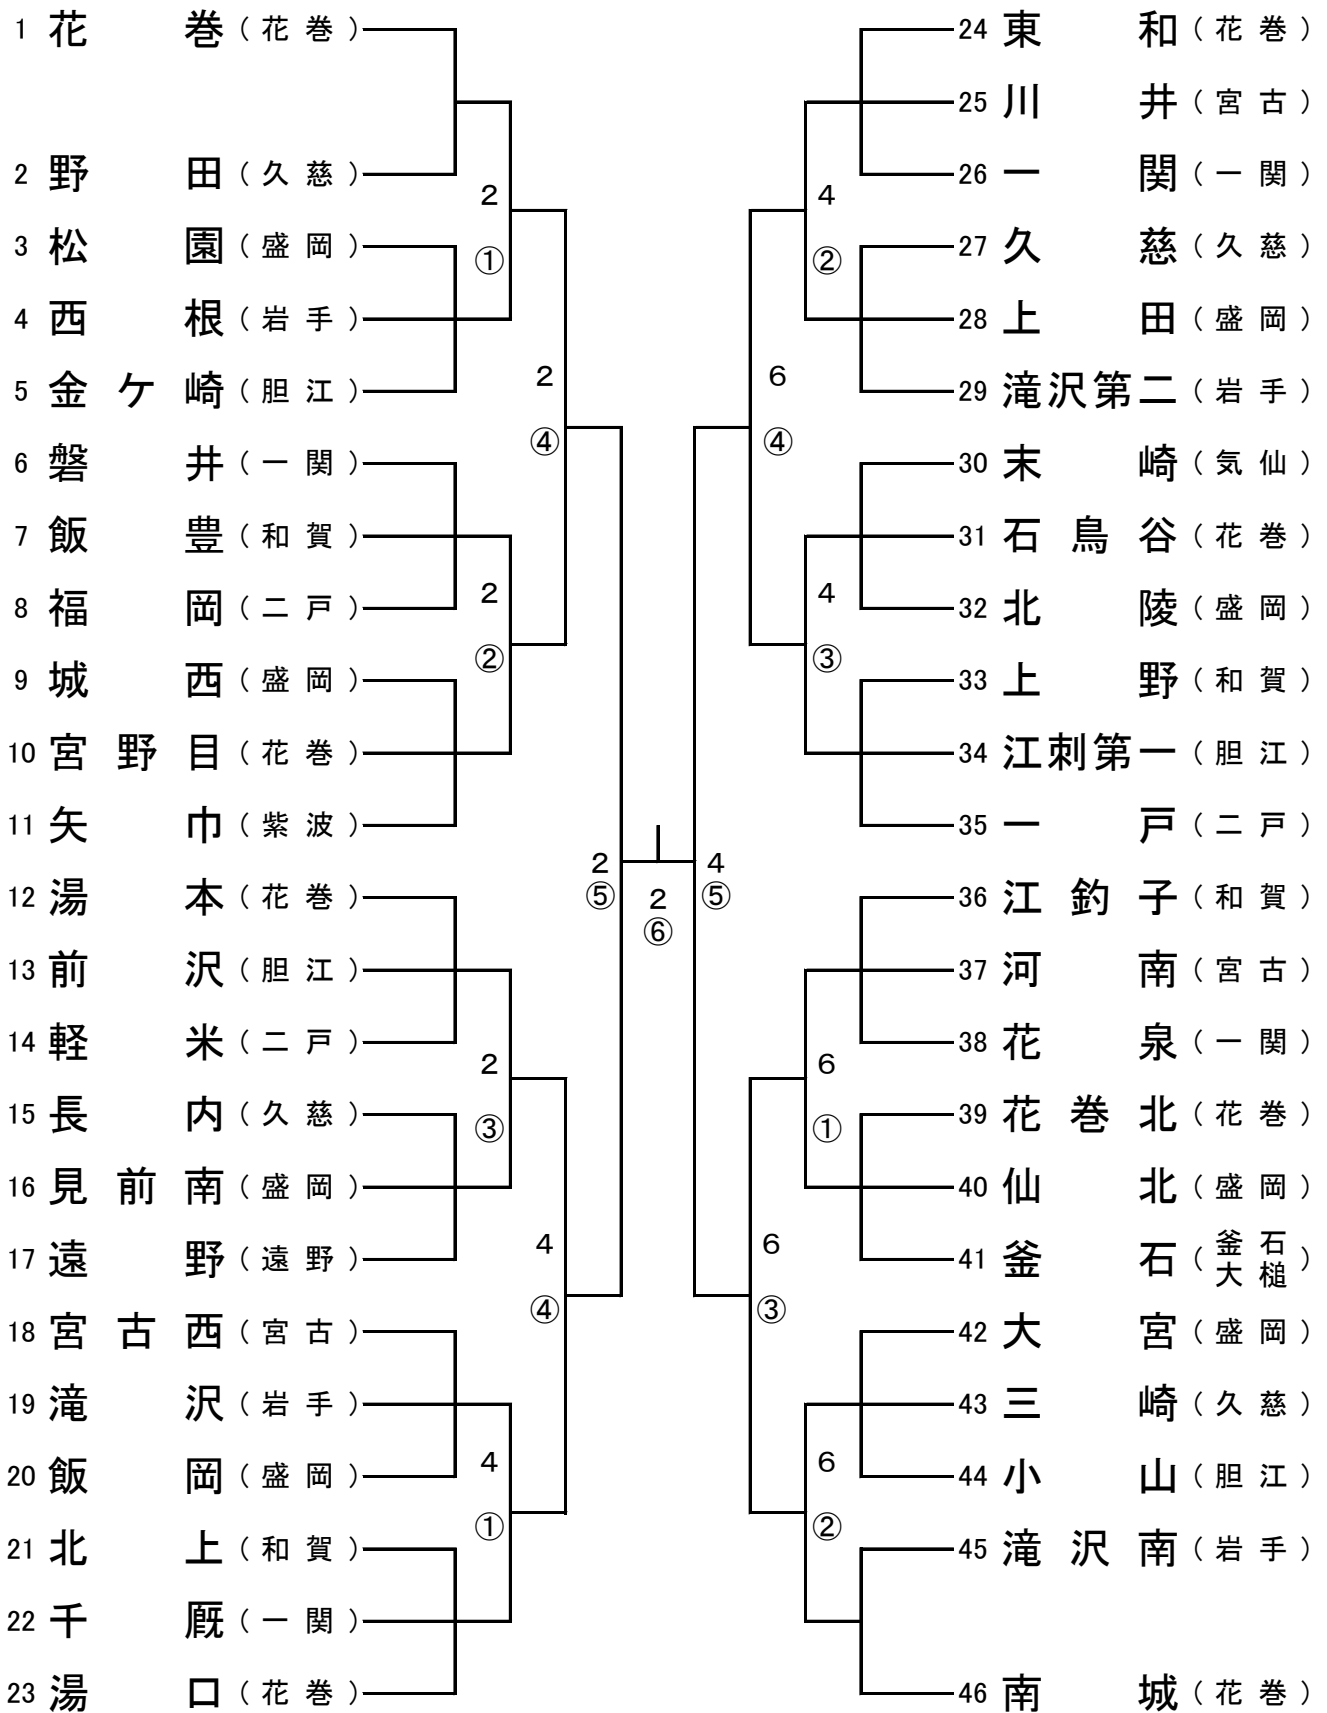 1 花巻（花巻）
2 野田（久慈）
3 松園（盛岡）
4 西根（岩手）
5 金ケ崎（胆江）
6 磐井（一関）
7 飯豊（和賀）
8 福岡（二戸）
9 城西（盛岡）
10 宮野目（花巻）
11 矢巾（紫波）
12 湯本（花巻）
13 前沢（胆江）
14 軽米（二戸）
15 長内（久慈）
16 見前南（盛岡）
17 遠野（遠野）
18 宮古西（宮古）
19 滝沢（岩手）
20 飯岡（盛岡）
21 北上（和賀）
22 千厩（一関）
23 湯口（花巻）
2
①
2
②
2
③
4
①
2
④
4
④
2
⑤
2
⑥
4
⑤
6
④
6
③
4
②
4
③
6
①
6
②
24 東和（花巻）
25 川井（宮古）
26 一関（一関）
27 久慈（久慈）
28 上田（盛岡）
29 滝沢第二（岩手）
30 末崎（気仙）
31 石鳥谷（花巻）
32 北陵（盛岡）
33 上野（和賀）
34 江刺第一（胆江）
35 一戸（二戸）
36 江釣子（和賀）
37 河南（宮古）
38 花泉（一関）
39 花巻北（花巻）
40 仙北（盛岡）
41 釜石（釜石大槌）
42 大宮（盛岡）
43 三崎（久慈）
44 小山（胆江）
45 滝沢南（岩手）
46 南城（花巻）